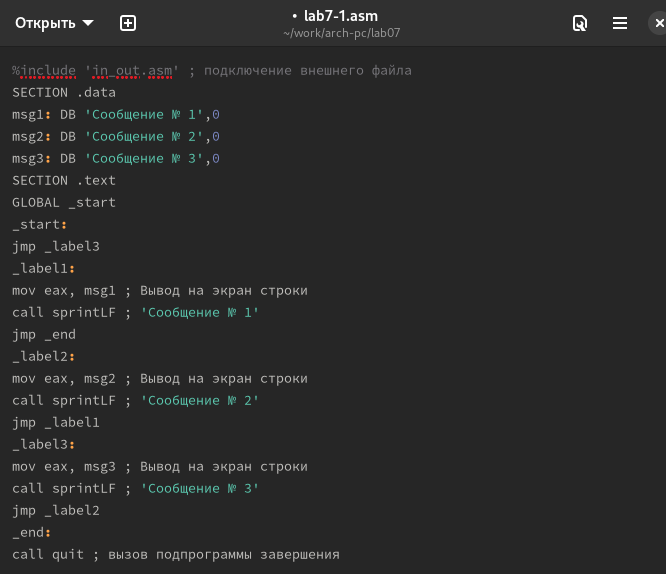 Открыть
• lab7-1.asm
~/work/arch-pc/lab07
%include 'in_out.asm' ; подключение внешнего файла
SECTION .data
msg1: DB 'Сообщение № 1',0
msg2: DB 'Сообщение № 2',0
msg3: DB 'Сообщение № 3',0
SECTION .text
GLOBAL _start
_start:
jmp _label3
_label1:
mov eax, msg1 ; Вывод на экран строки
call sprintLF ; 'Сообщение № 1'
jmp _end
_label2:
mov eax, msg2 ; Вывод на экран строки
call sprintLF ; 'Сообщение № 2'
jmp _label1
_label3:
mov eax, msg3 ; Вывод на экран строки
call sprintLF ; 'Сообщение № 3'
jmp _label2
_end:
call quit ; вызов подпрограммы завершения